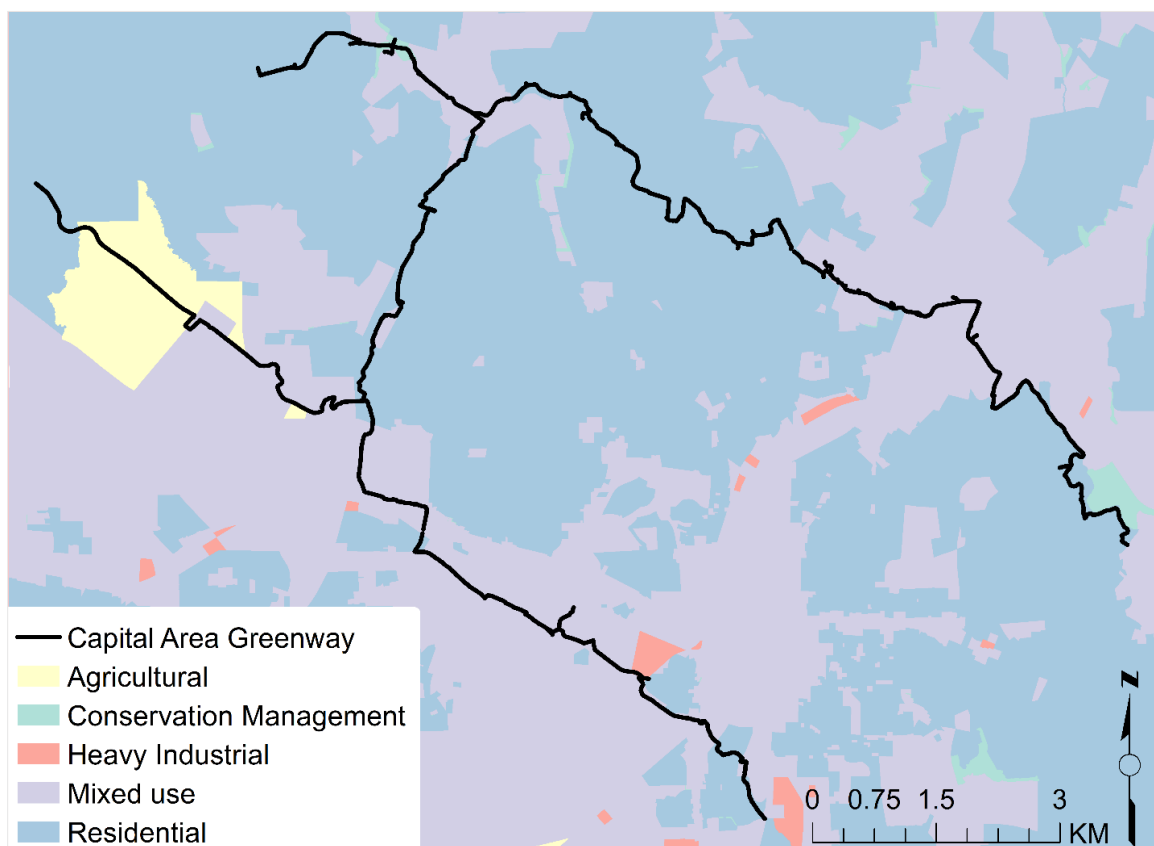 Capital Area Greenway
Agricultural
Conservation Management
Heavy Industrial
Mixed use
Residential
N
0 0.75 1.5 3
KM